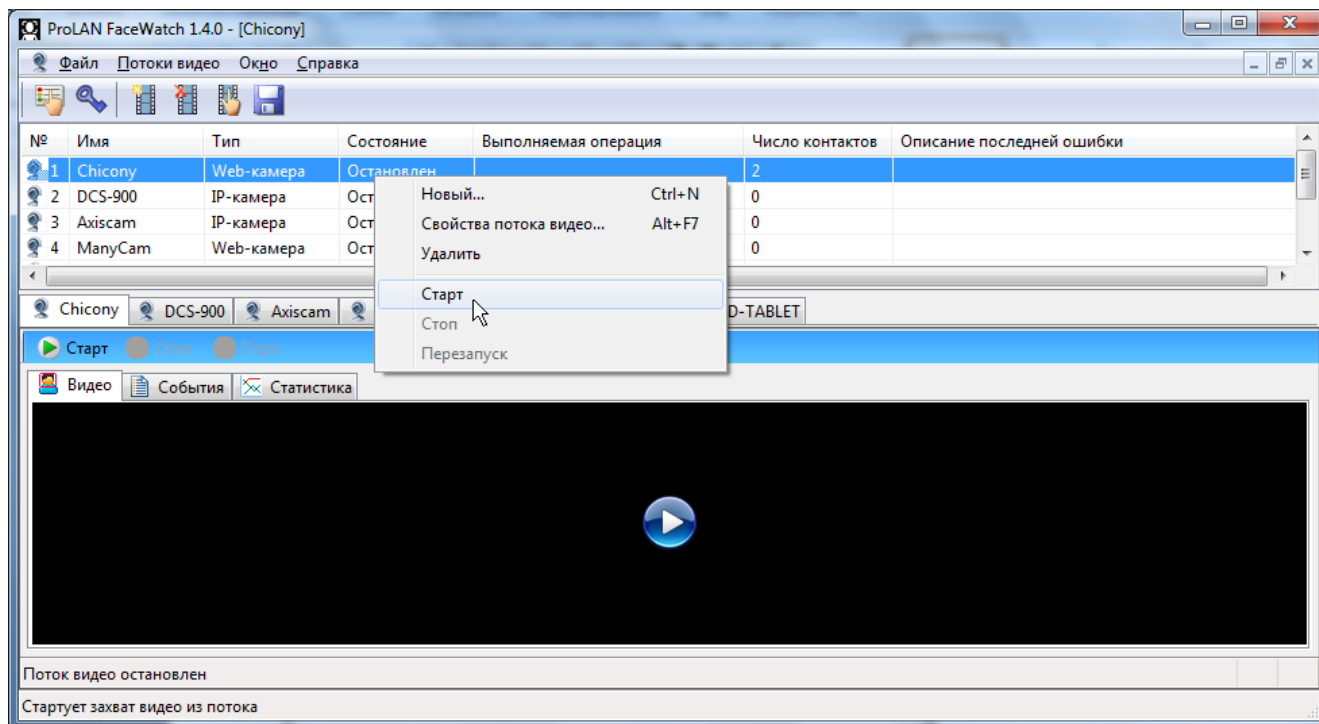 ProLAN FaceWatch 1.4.0 - [Chicony]
Файл Потоки видео Окно Справка
№ Имя Тип Состояние Выполняемая операция Число контактов Описание последней ошибки
1 Chicony Web-камера Остановлен 2
2 DCS-900 IP-камера Ост 0
3 Axiscam IP-камера Ост 0
4 ManyCam Web-камера Ост 0
Новый... Ctrl+N
Свойства потока видео... Alt+F7
Удалить
Старт
Стоп
Перезапуск
Chicony DCS-900 Axiscam D-TABLET
Старт Стоп
Видео События Статистика
Поток видео остановлен
Стартует захват видео из потока